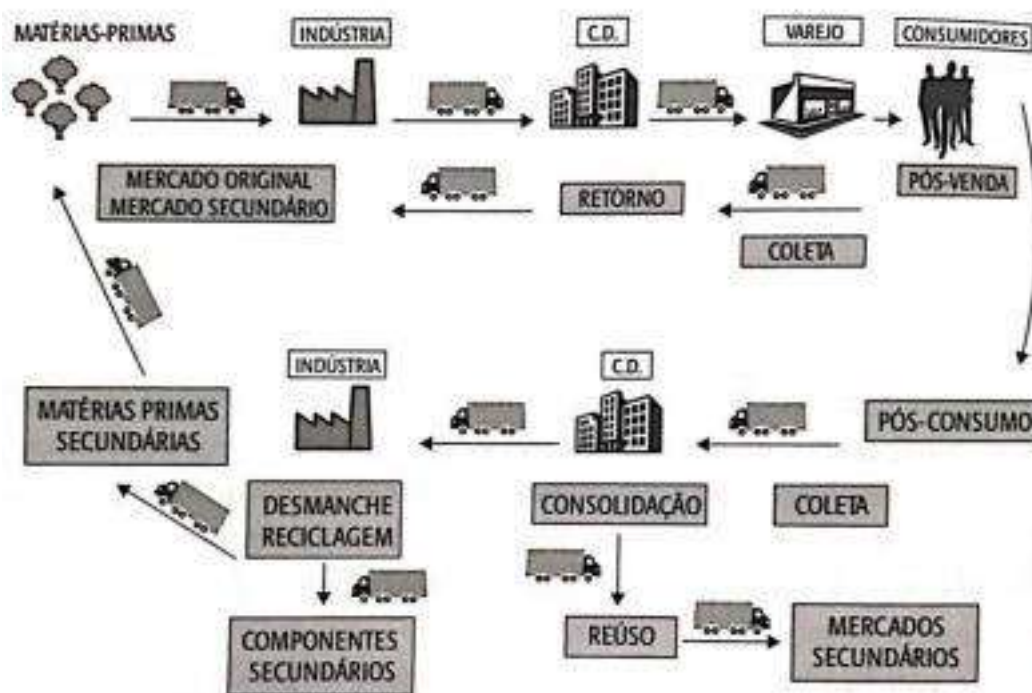 MATÉRIAS-PRIMAS
INDÚSTRIA
C.D.
VAREJO
CONSUMIDORES
MERCADO ORIGINAL
MERCADO SECUNDÁRIO
RETORNO
PÓS-VENDA
COLETA
INDÚSTRIA
C.D.
MATÉRIAS PRIMAS
SECUNDÁRIAS
PÓS-CONSUMO
DESMANCHE
RECICLAGEM
CONSOLIDAÇÃO
COLETA
COMPONENTES
SECUNDÁRIOS
REÚSO
MERCADOS
SECUNDÁRIOS